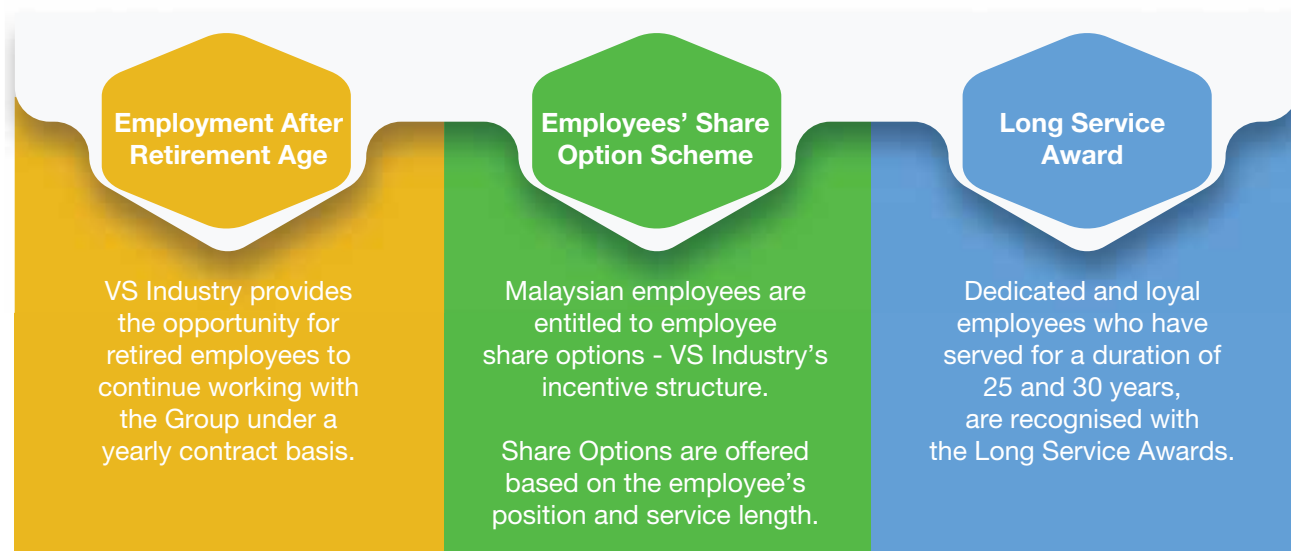 Employment After
Retirement Age
VS Industry provides
the opportunity for
retired employees to
continue working with
the Group under a
yearly contract basis.
Employees’ Share
Option Scheme
Malaysian employees are
entitled to employee
share options - VS Industry’s
incentive structure.
Share Options are offered
based on the employee’s
position and service length.
Long Service
Award
Dedicated and loyal
employees who have
served for a duration of
25 and 30 years,
are recognised with
the Long Service Awards.